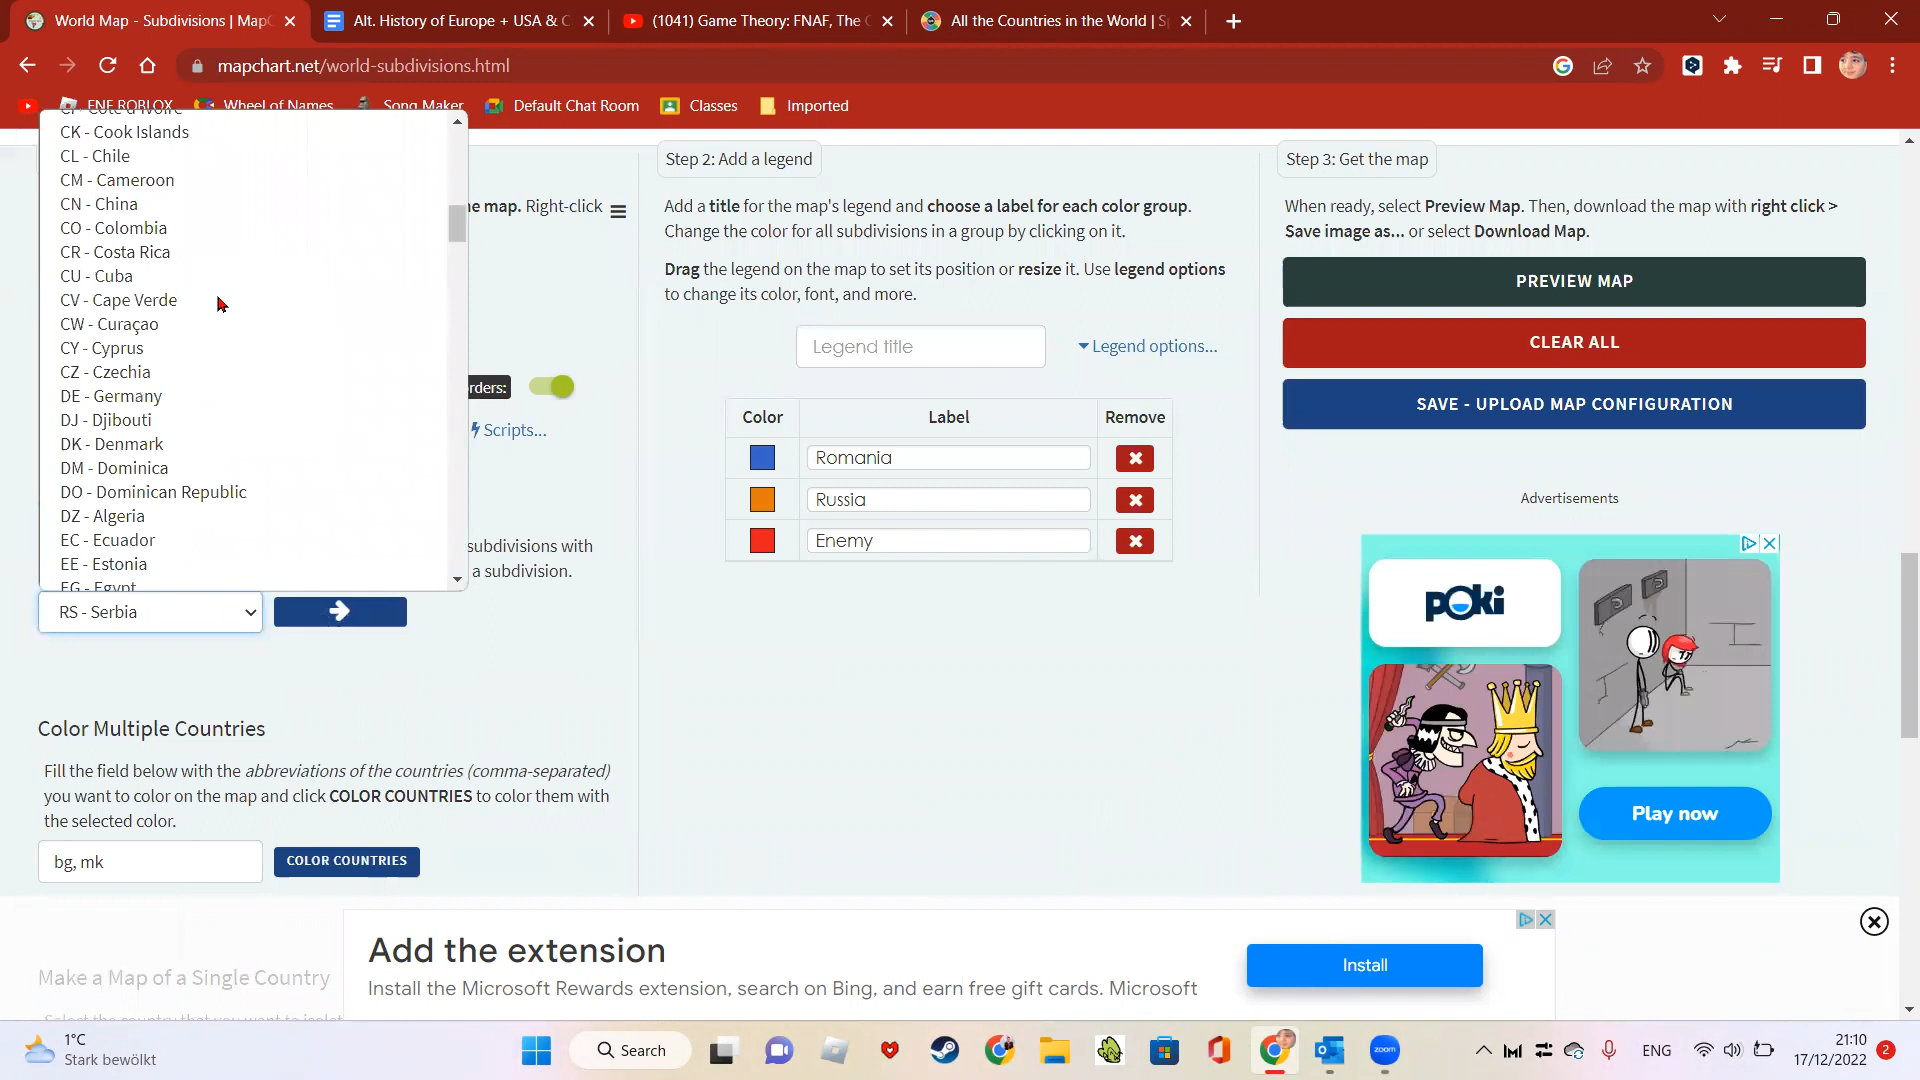 World Map - Subdivisions | Map
Alt. History of Europe + USA & C
(1041) Game Theory: FNAF, The
All the Countries in the World | S
mapchart.net/world-subdivisions.html
ENE ROBLOX
Wheel of Names
Song Maker
Default Chat Room
Classes
Imported
CK - Cook Islands
CL - Chile
CM - Cameroon
CN - China
CO - Colombia
CR - Costa Rica
CU - Cuba
CV - Cape Verde
CW - Curaçao
CY - Cyprus
CZ - Czechia
DE - Germany
DJ - Djibouti
DK - Denmark
DM - Dominica
DO - Dominican Republic
DZ - Algeria
EC - Ecuador
EE - Estonia
EG - Egypt
RS - Serbia
e map. Right-click
rders:
Scripts...
subdivisions with
a subdivision.
Color Multiple Countries
Fill the field below with the abbreviations of the countries (comma-separated)
you want to color on the map and click COLOR COUNTRIES to color them with
the selected color.
bg, mk
COLOR COUNTRIES
Make a Map of a Single Country
Select the country that you want to isolat
Step 2: Add a legend
Add a title for the map's legend and choose a label for each color group.
Change the color for all subdivisions in a group by clicking on it.
Drag the legend on the map to set its position or resize it. Use legend options
to change its color, font, and more.
Legend title
Legend options...
Color Label Remove
Romania
Russia
Enemy
Step 3: Get the map
When ready, select Preview Map. Then, download the map with right click >
Save image as... or select Download Map.
PREVIEW MAP
CLEAR ALL
SAVE - UPLOAD MAP CONFIGURATION
Advertisements
POKI
Play now
Add the extension
Install the Microsoft Rewards extension, search on Bing, and earn free gift cards. Microsoft
Install
1°C
Stark bewölkt
Search
zoom
ENG
21:10
17/12/2022
2